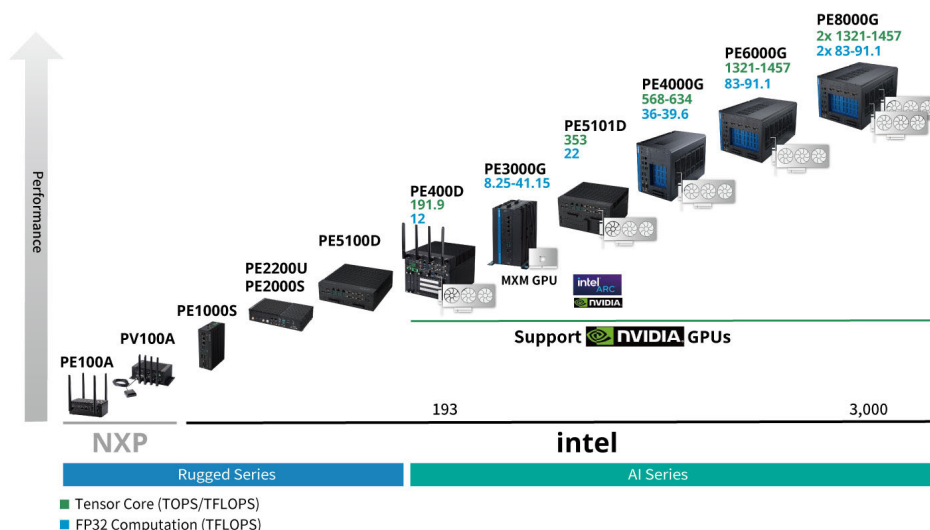 PE8000G
2x 1321-1457
2x 83-91.1
PE6000G
1321-1457
83-91.1
PE4000G
568-634
36-39.6
PE5101D
353
22
PE3000G
8.25-41.15
PE400D
191.9
12
PE5100D
PE2200U
PE2000S
PE1000S
PV100A
PE100A
Performance
MXM GPU
intel
ARC
NVIDIA
Support NVIDIA GPUs
193
3,000
NXP
intel
Rugged Series
AI Series
Tensor Core (TOPS/TFLOPS)
FP32 Computation (TFLOPS)